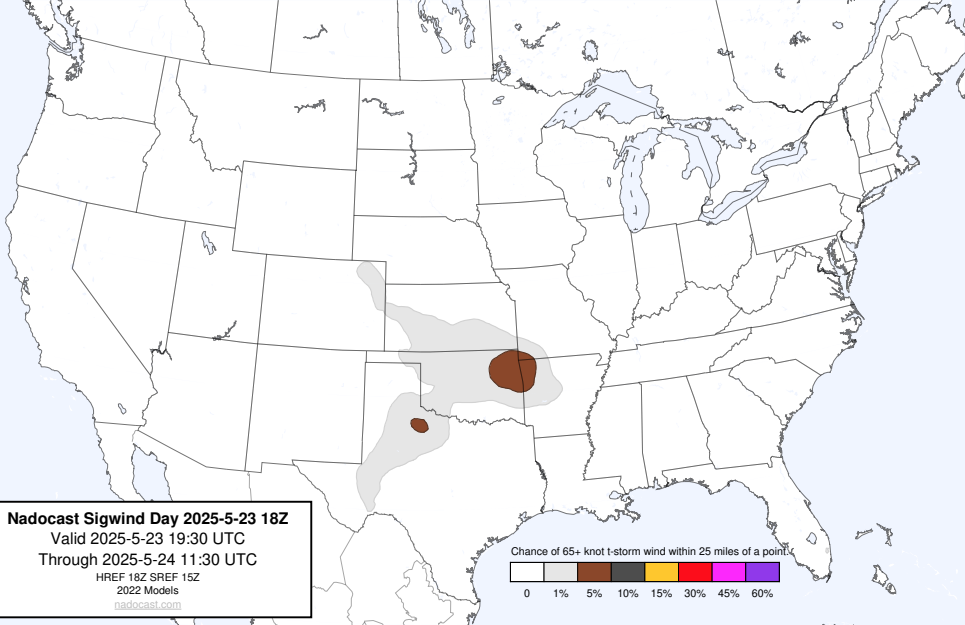 Nadocast Sigwind Day 2025-5-23 18Z
Valid 2025-5-23 19:30 UTC
Through 2025-5-24 11:30 UTC
HREF 18Z SREF 15Z
2022 Models
nadocast.com
Chance of 65+ knot t-storm wind within 25 miles of a point.
0 1% 5% 10% 15% 30% 45% 60%